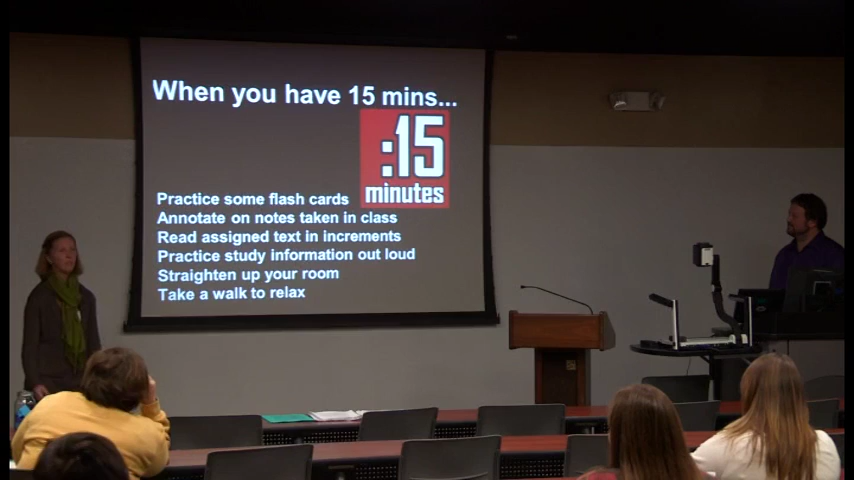 When you have 15 mins...
:15
minutes
Practice some flash cards
Annotate on notes taken in class
Read assigned text in increments
Practice study information out loud
Straighten up your room
Take a walk to relax